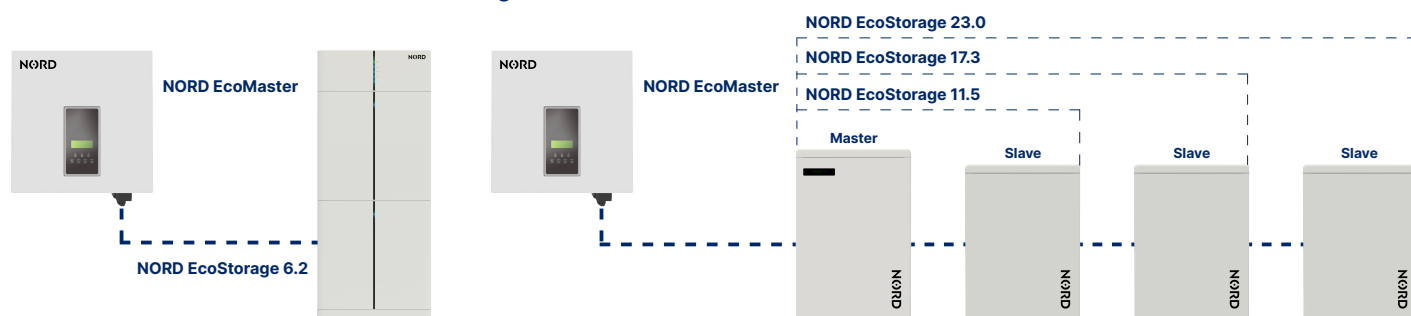 NORD
NORD
NORD EcoMaster
NORD EcoStorage 6.2
NORD EcoStorage 23.0
NORD EcoStorage 17.3
NORD EcoStorage 11.5
NORD
NORD EcoMaster
Master
Slave
Slave
Slave
NORD
NORD
NORD
NORD